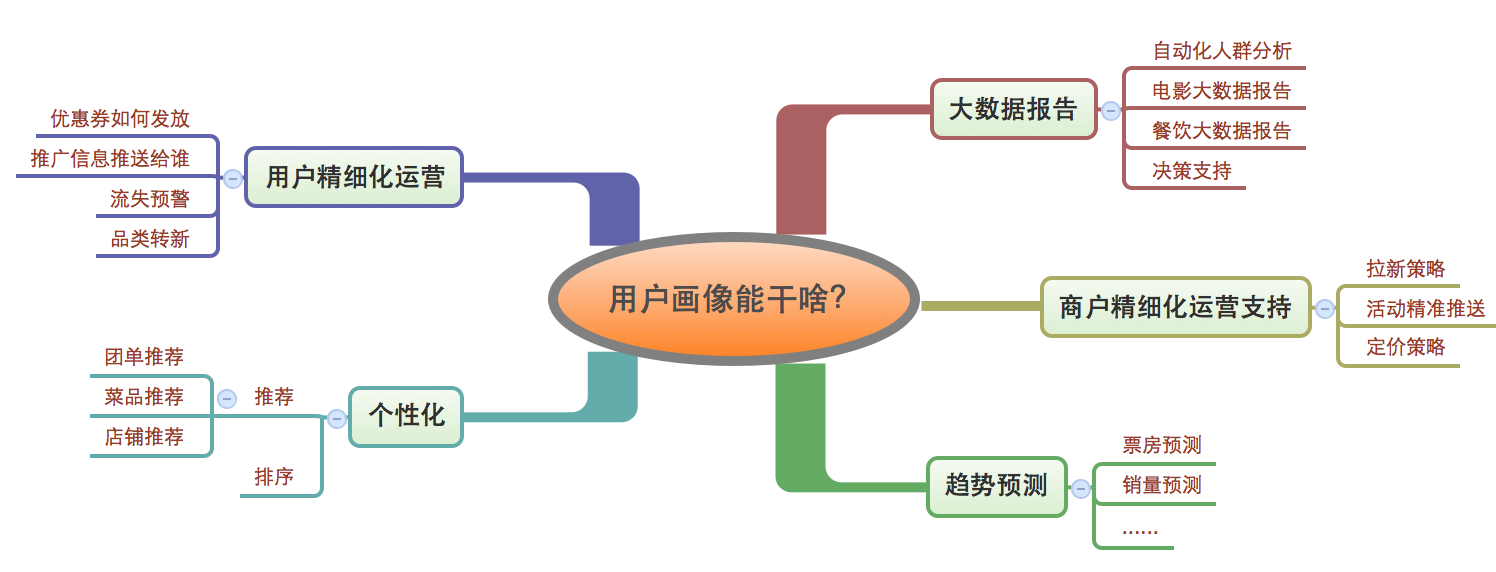 用户画像能干啥？
用户精细化运营
优惠券如何发放
推广信息推送给谁
流失预警
品类转新
个性化
推荐
团单推荐
菜品推荐
店铺推荐
排序
大数据报告
自动化人群分析
电影大数据报告
餐饮大数据报告
决策支持
商户精细化运营支持
拉新策略
活动精准推送
定价策略
趋势预测
票房预测
销量预测
……